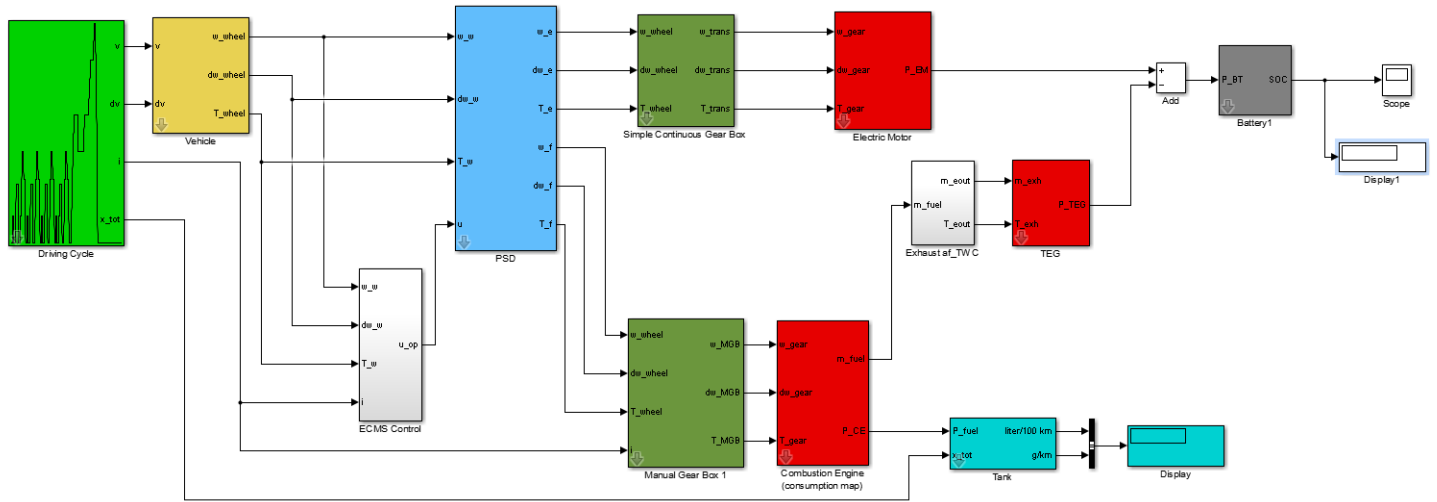 v
dv
i
x_tot
Driving Cycle
v
dv
w_wheel
dw_wheel
T_wheel
Vehicle
w_w
dw_w
T_w
i
u_op
ECMS Control
w_w
dw_w
T_w
u
w_e
dw_e
T_e
w_f
dw_f
T_f
PSD
w_wheel
dw_wheel
T_wheel
w_trans
dw_trans
T_trans
Simple Continuous Gear Box
w_gear
dw_gear
T_gear
P_EM
Electric Motor
w_wheel
dw_wheel
T_wheel
i
w_MGB
dw_MGB
T_MGB
Manual Gear Box 1
w_gear
dw_gear
T_gear
m_fuel
P_CE
Combustion Engine
(consumption map)
m_fuel
m_eout
T_eout
Exhaust af_TWC
m_exh
T_exh
P_TEG
TEG
+
−
Add
P_BT
SOC
Battery1
Scope
Display1
P_fuel
x_tot
liter/100 km
g/km
Tank
Display